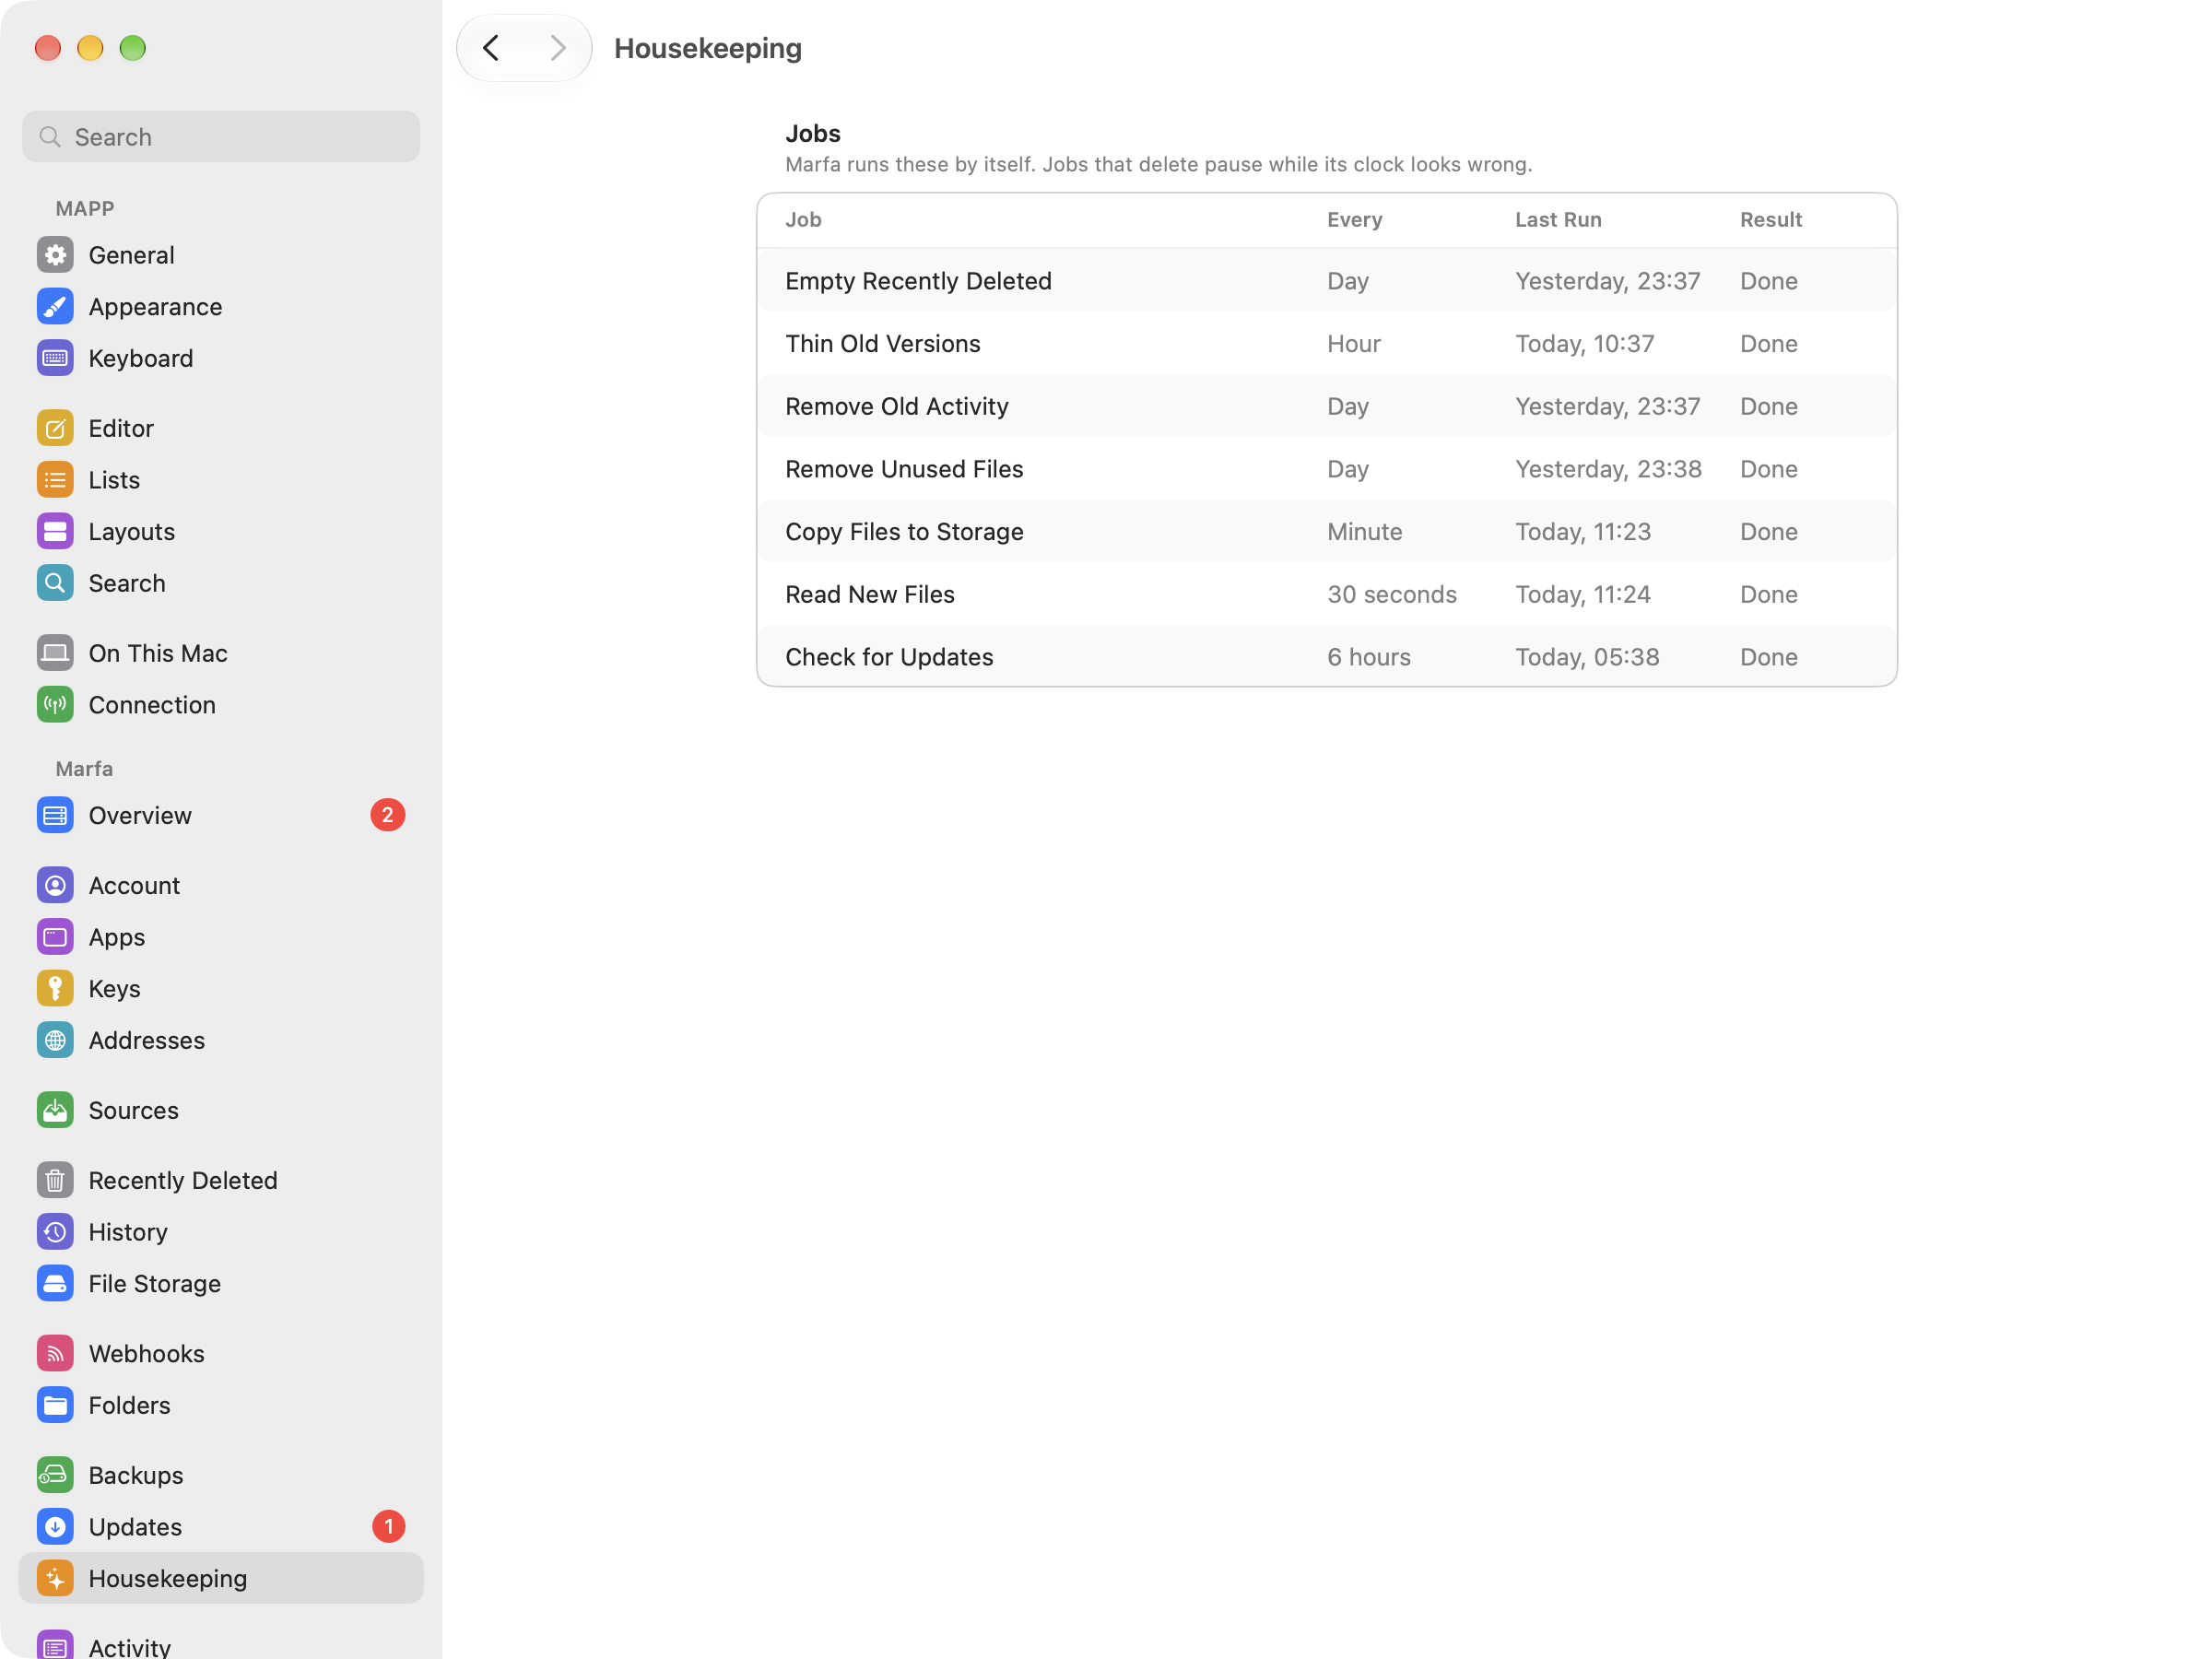 Housekeeping
Search
MAPP
General
Appearance
Keyboard
Editor
Lists
Layouts
Search
On This Mac
Connection
Marfa
Overview 2
Account
Apps
Keys
Addresses
Sources
Recently Deleted
History
File Storage
Webhooks
Folders
Backups
Updates 1
Housekeeping
Activity
Jobs
Marfa runs these by itself. Jobs that delete pause while its clock looks wrong.
Job Every Last Run Result
Empty Recently Deleted Day Yesterday, 23:37 Done
Thin Old Versions Hour Today, 10:37 Done
Remove Old Activity Day Yesterday, 23:37 Done
Remove Unused Files Day Yesterday, 23:38 Done
Copy Files to Storage Minute Today, 11:23 Done
Read New Files 30 seconds Today, 11:24 Done
Check for Updates 6 hours Today, 05:38 Done